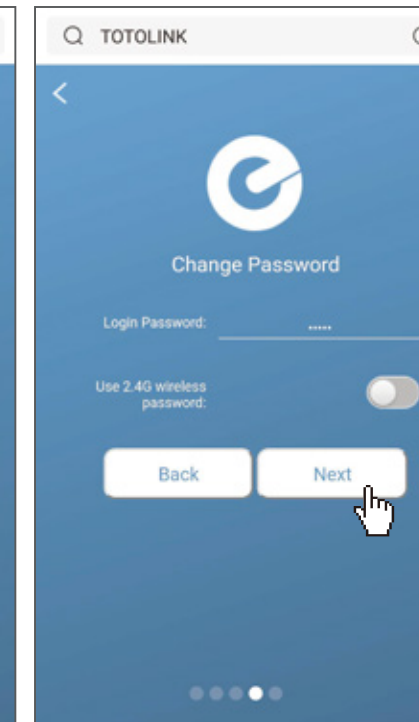 TOTOLINK
Change Password
Login Password:
.....
Use 2.4G wireless
password:
Back
Next